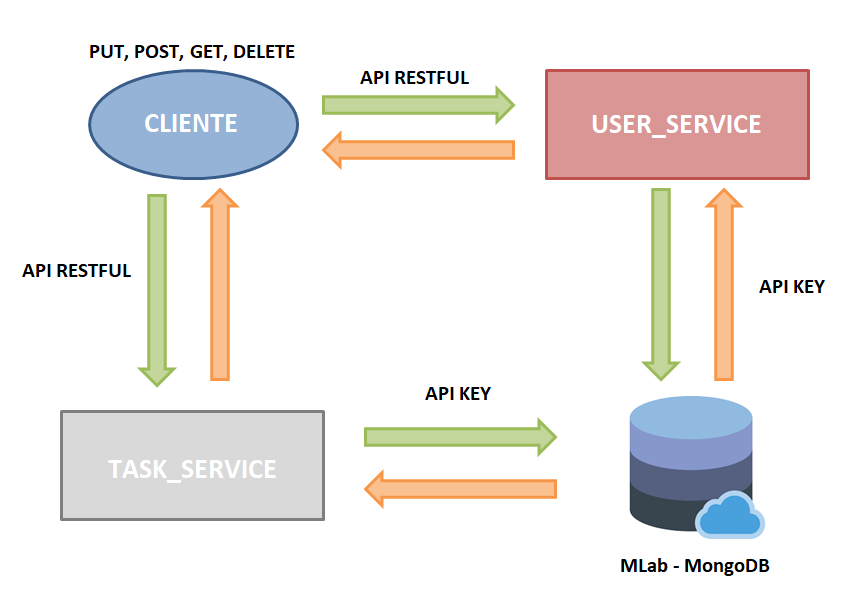 PUT, POST, GET, DELETE
API RESTFUL
CLIENTE
USER_SERVICE
API RESTFUL
API KEY
API KEY
TASK_SERVICE
MLab - MongoDB